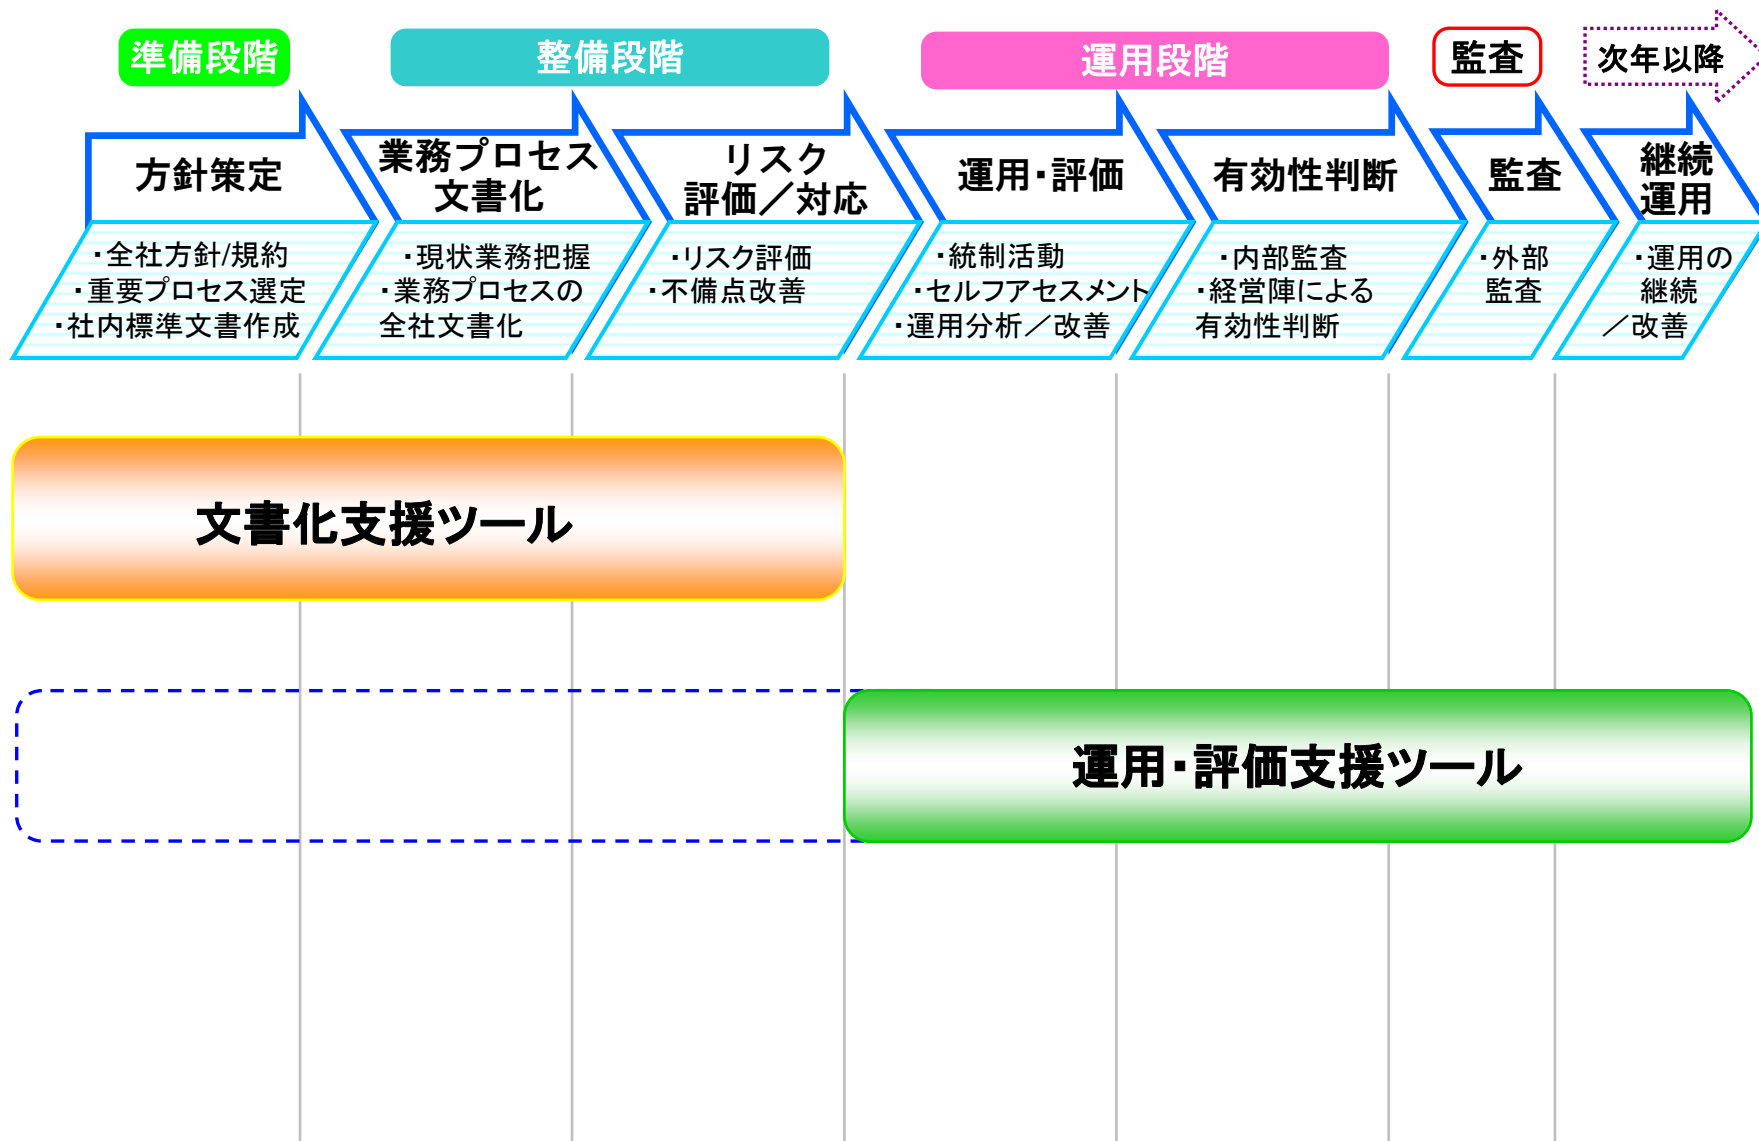 準備段階
整備段階
運用段階
監査
次年以降
方針策定
業務プロセス
文書化
リスク
評価／対応
運用・評価
有効性判断
監査
継続
運用
・全社方針/規約
・重要プロセス選定
・社内標準文書作成
・現状業務把握
・業務プロセスの
全社文書化
・リスク評価
・不備点改善
・統制活動
・セルフアセスメント
・運用分析／改善
・内部監査
・経営陣による
有効性判断
・外部
監査
・運用の
継続
／改善
文書化支援ツール
運用・評価支援ツール